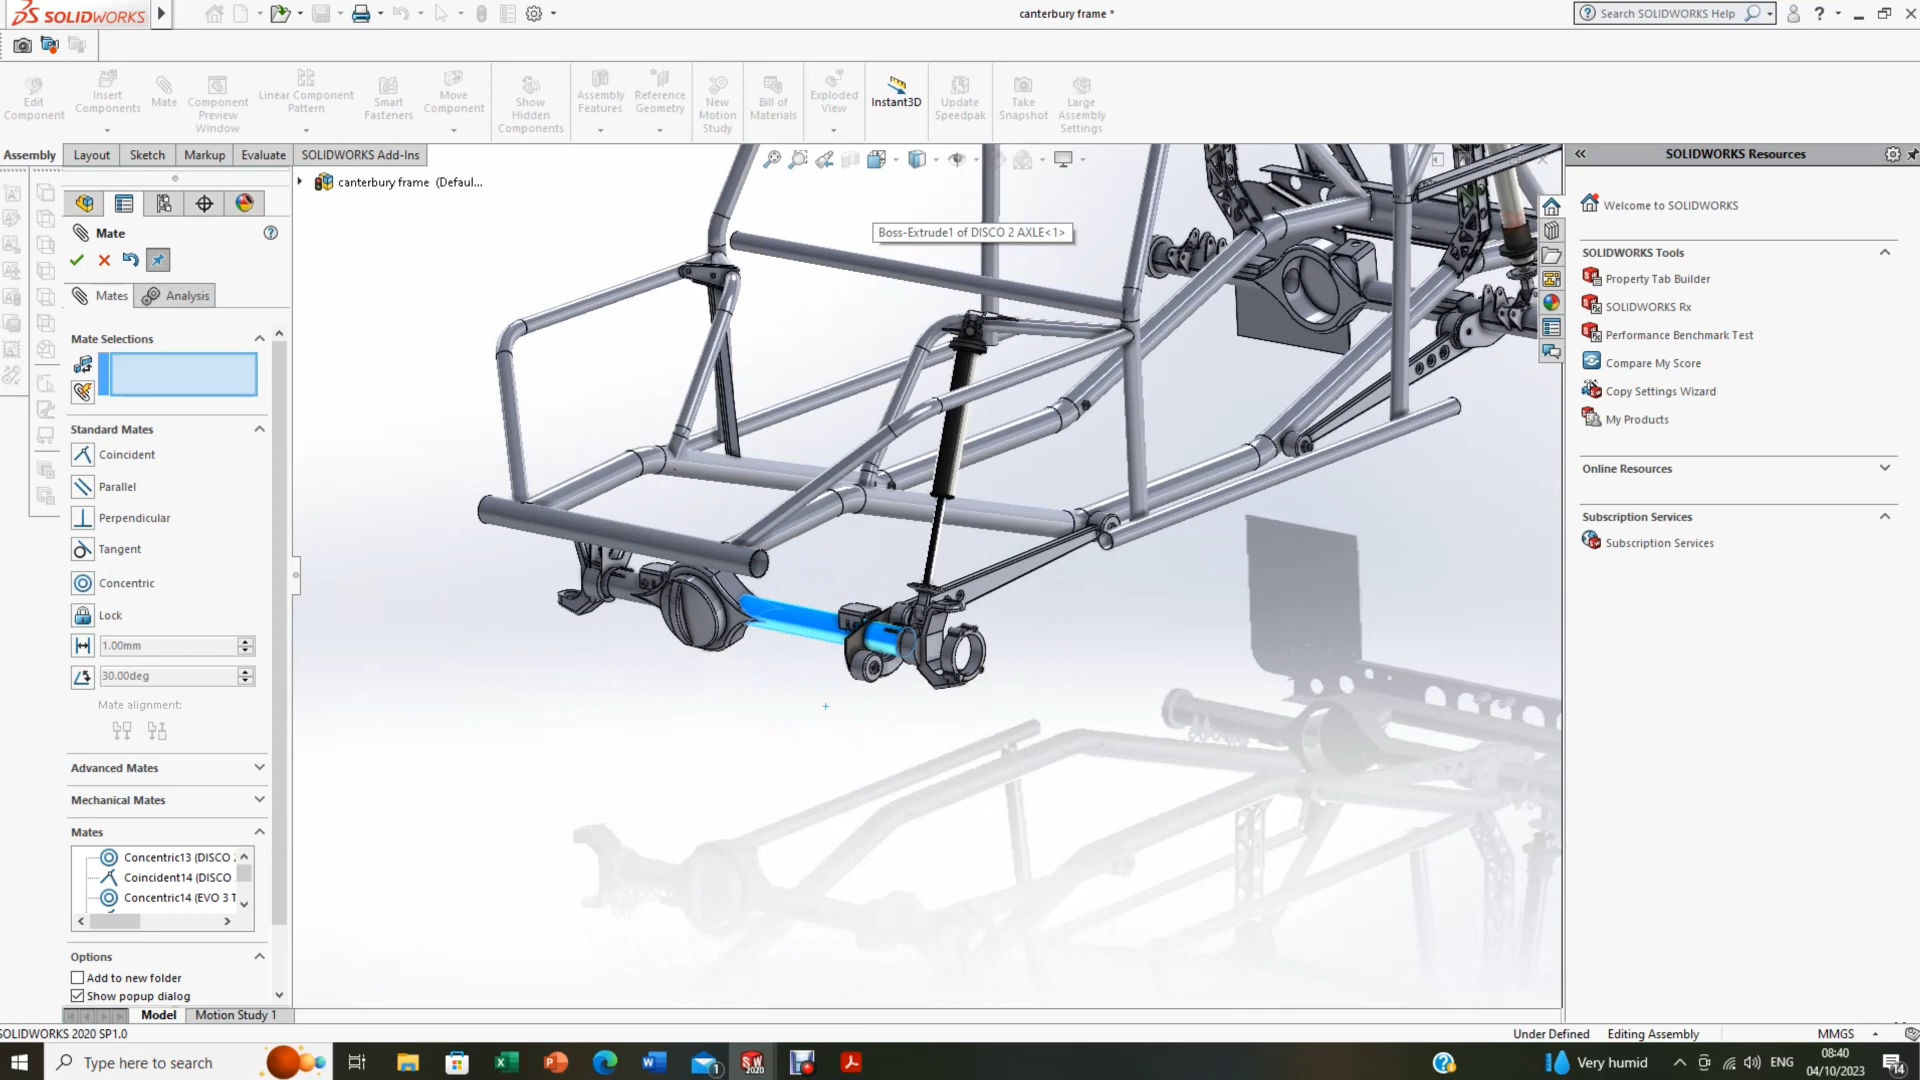 SOLIDWORKS
canterbury frame *
Search SOLIDWORKS Help
Edit Component
Insert Components
Mate
Component Preview Window
Linear Component Pattern
Smart Fasteners
Move Component
Show Hidden Components
Assembly Features
Reference Geometry
New Motion Study
Bill of Materials
Exploded View
Instant3D
Update Speedpak
Take Snapshot
Large Assembly Settings
Assembly
Layout
Sketch
Markup
Evaluate
SOLIDWORKS Add-Ins
SOLIDWORKS Resources
canterbury frame (Defaul...
Mate
Mates
Analysis
Mate Selections
Standard Mates
Coincident
Parallel
Perpendicular
Tangent
Concentric
Lock
1.00mm
30.00deg
Mate alignment:
Advanced Mates
Mechanical Mates
Mates
Concentric13 (DISCO 2
Coincident14 (DISCO
Concentric14 (EVO 3 T
Options
Add to new folder
Show popup dialog
Boss-Extrude1 of DISCO 2 AXLE<1>
Welcome to SOLIDWORKS
SOLIDWORKS Tools
Property Tab Builder
SOLIDWORKS Rx
Performance Benchmark Test
Compare My Score
Copy Settings Wizard
My Products
Online Resources
Subscription Services
Subscription Services
Model
Motion Study 1
SOLIDWORKS 2020 SP1.0
Under Defined
Editing Assembly
MMGS
Type here to search
Very humid
ENG
08:40
04/10/2023
14